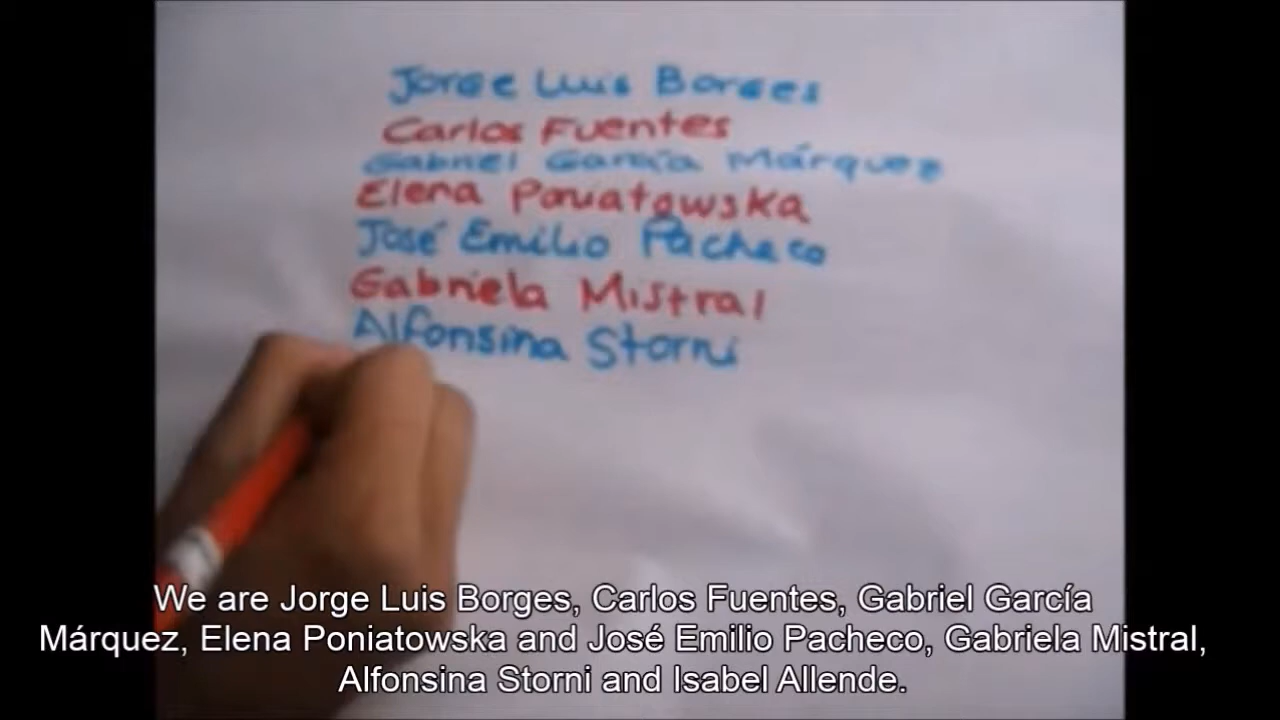 Jorge Luis Borges
Carlos Fuentes
Gabriel García Márquez
Elena Poniatowska
José Emilio Pacheco
Gabriela Mistral
Alfonsina Storni
We are Jorge Luis Borges, Carlos Fuentes, Gabriel García
Márquez, Elena Poniatowska and José Emilio Pacheco, Gabriela Mistral,
Alfonsina Storni and Isabel Allende.